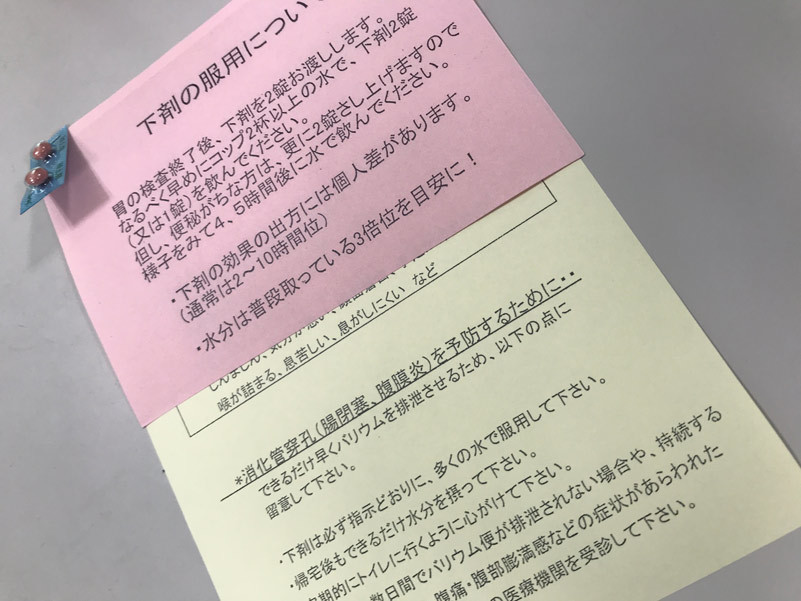 下剤の服用につい
胃の検査終了後、下剤を2錠お渡しします。
なるべく早めにコップ2杯以上の水で、下剤2錠
(又は1錠)を飲んでください。
但し、便秘がちな方は、更に2錠さし上げますので
様子をみて4、5時間後に水で飲んでください。
・下剤の効果の出方には個人差があります。
(通常は2~10時間位)
・水分は普段取っている3倍位を目安に!
じんましん、気分が悪い、顔面蒼白
喉が詰まる、息苦しい、息がしにくい など
*消化管穿孔(腸閉塞、腹膜炎)を予防するために・・
できるだけ早くバリウムを排泄させるため、以下の点に
留意して下さい。
・下剤は必ず指示どおりに、多くの水で服用して下さい。
・帰宅後もできるだけ水分を摂って下さい。
期的にトイレに行くように心がけて下さい。
数日間でバリウム便が排泄されない場合や、持続する
腹痛・腹部膨満感などの症状があらわれた
の医療機関を受診して下さい。